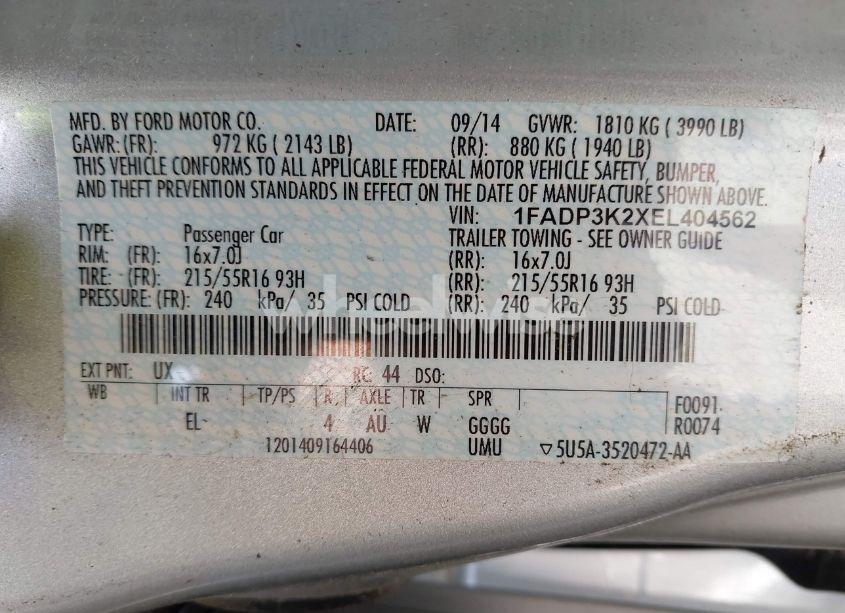 MFD. BY FORD MOTOR CO. DATE: 09/14 GVWR: 1810 KG ( 3990 LB)
GAWR:(FR): 972 KG ( 2143 LB) (RR): 880 KG ( 1940 LB)
THIS VEHICLE CONFORMS TO ALL APPLICABLE FEDERAL MOTOR VEHICLE SAFETY, BUMPER,
AND THEFT PREVENTION STANDARDS IN EFFECT ON THE DATE OF MANUFACTURE SHOWN ABOVE.
VIN: 1FADP3K2XEL404562
TYPE: Passenger Car TRAILER TOWING - SEE OWNER GUIDE
RIM: (FR): 16x7.0J (RR): 16x7.0J
TIRE: (FR): 215/55R16 93H (RR): 215/55R16 93H
PRESSURE: (FR): 240 kPa/ 35 PSI COLD (RR): 240 kPa/ 35 PSI COLD
wheelwise
EXT PNT: UX RC: 44 DSO:
WB INT TR TP/PS R AXLE TR SPR F0091
EL 4 AU W GGGG R0074
1201409164406 UMU ▽5U5A-3520472-AA